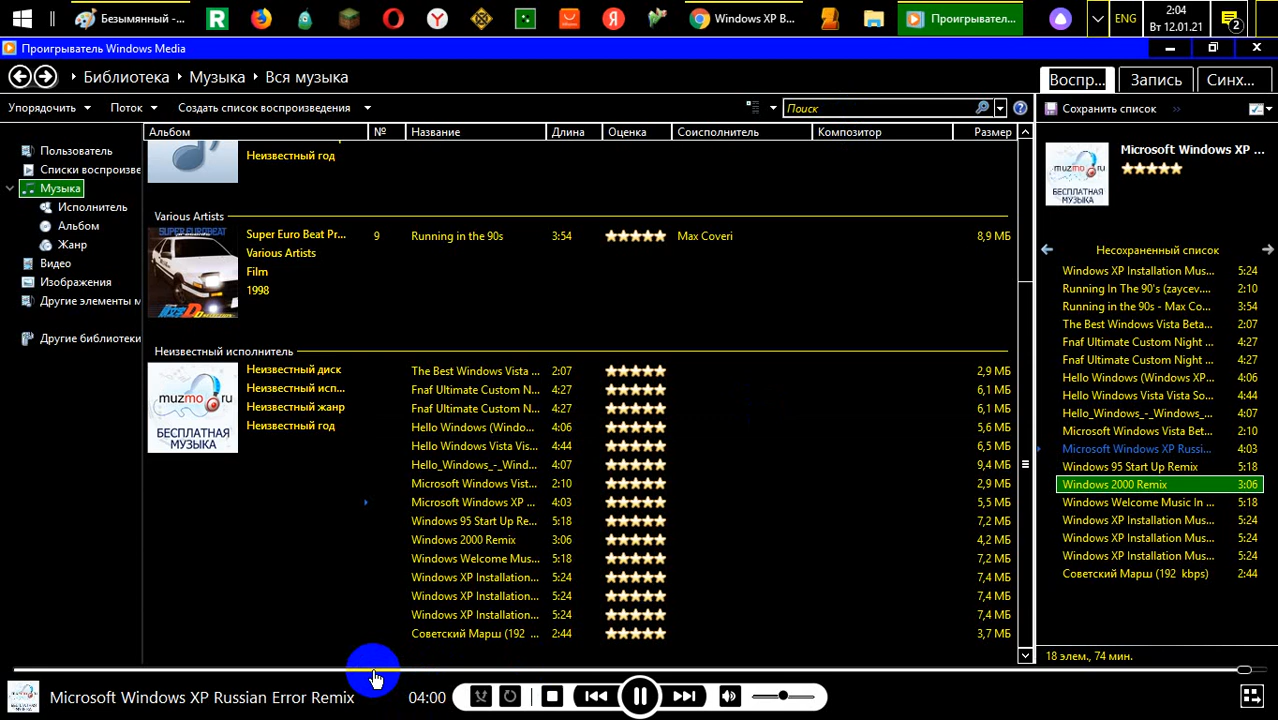 Безымянный -...
Windows XP B...
Проигрывател...
ENG
2:04
Вт 12.01.21
2
Проигрыватель Windows Media
Библиотека Музыка Вся музыка
Воспр... Запись Синх...
Упорядочить Поток Создать список воспроизведения
Поиск
Сохранить список »
Альбом № Название Длина Оценка Соисполнитель Композитор Размер
Пользователь
Списки воспроизве
Музыка
Исполнитель
Альбом
Жанр
Видео
Изображения
Другие элементы м
Другие библиотеки
Неизвестный год
Various Artists
Super Euro Beat Pr... 9 Running in the 90s 3:54 Max Coveri 8,9 МБ
Various Artists
Film
1998
SUPER EUROBEAT
Неизвестный исполнитель
Неизвестный диск
Неизвестный исп...
Неизвестный жанр
Неизвестный год
muzmo.ru
БЕСПЛАТНАЯ
МУЗЫКА
The Best Windows Vista ... 2:07 2,9 МБ
Fnaf Ultimate Custom N... 4:27 6,1 МБ
Fnaf Ultimate Custom N... 4:27 6,1 МБ
Hello Windows (Windo... 4:06 5,6 МБ
Hello Windows Vista Vis... 4:44 6,5 МБ
Hello_Windows_-_Wind... 4:07 9,4 МБ
Microsoft Windows Vist... 2:10 2,9 МБ
Microsoft Windows XP ... 4:03 5,5 МБ
Windows 95 Start Up Re... 5:18 7,2 МБ
Windows 2000 Remix 3:06 4,2 МБ
Windows Welcome Mus... 5:18 7,2 МБ
Windows XP Installation... 5:24 7,4 МБ
Windows XP Installation... 5:24 7,4 МБ
Windows XP Installation... 5:24 7,4 МБ
Советский Марш (192 ... 2:44 3,7 МБ
muzmo.ru
БЕСПЛАТНАЯ
МУЗЫКА
Microsoft Windows XP ...
Несохраненный список
Windows XP Installation Mus... 5:24
Running In The 90's (zaycev.... 2:10
Running in the 90s - Max Co... 3:54
The Best Windows Vista Beta... 2:07
Fnaf Ultimate Custom Night ... 4:27
Fnaf Ultimate Custom Night ... 4:27
Hello Windows (Windows XP... 4:06
Hello Windows Vista Vista So... 4:44
Hello_Windows_-_Windows_... 4:07
Microsoft Windows Vista Bet... 2:10
Microsoft Windows XP Russi... 4:03
Windows 95 Start Up Remix 5:18
Windows 2000 Remix 3:06
Windows Welcome Music In ... 5:18
Windows XP Installation Mus... 5:24
Windows XP Installation Mus... 5:24
Windows XP Installation Mus... 5:24
Советский Марш (192 kbps) 2:44
18 элем., 74 мин.
Microsoft Windows XP Russian Error Remix 04:00